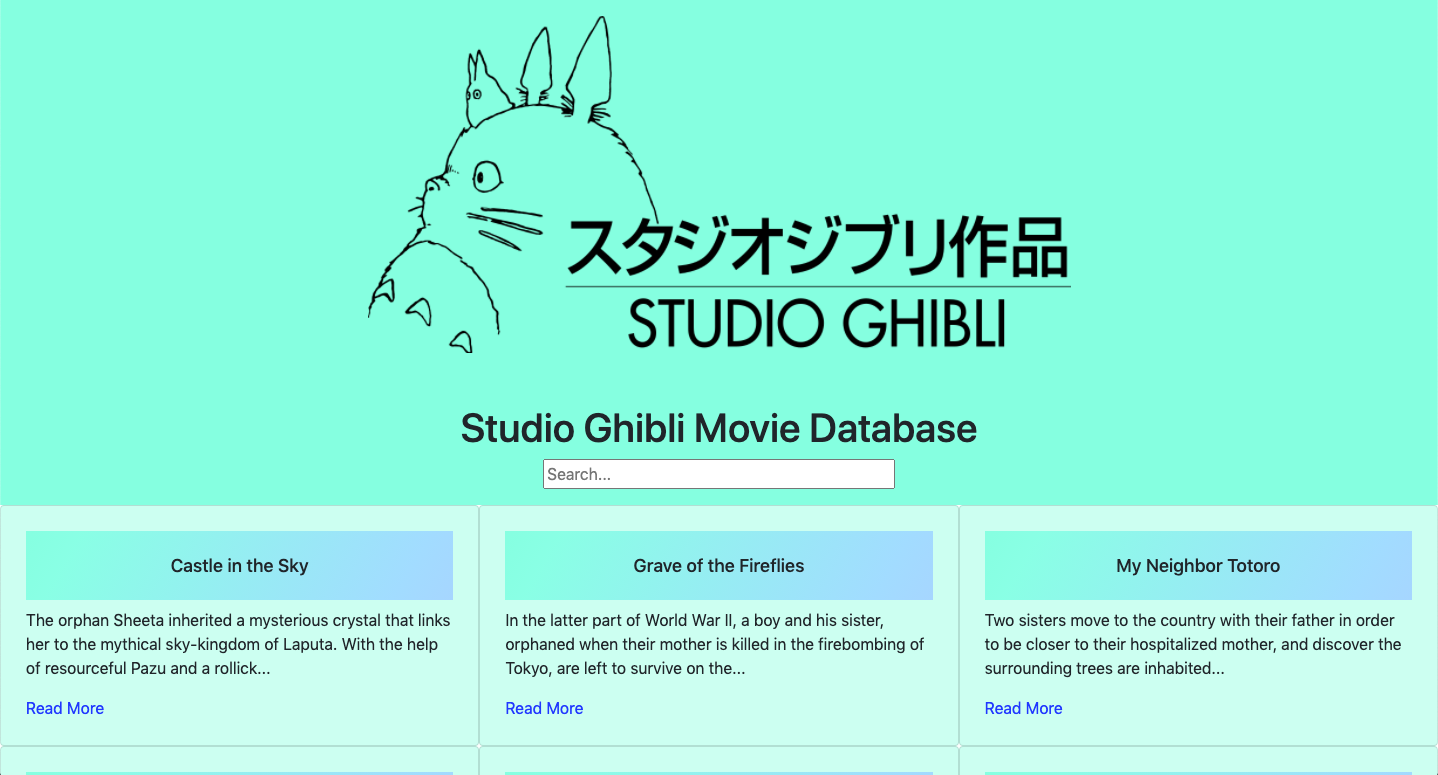 スタジオジブリ作品
STUDIO GHIBLI
Studio Ghibli Movie Database
Search...
Castle in the Sky
The orphan Sheeta inherited a mysterious crystal that links
her to the mythical sky-kingdom of Laputa. With the help
of resourceful Pazu and a rollick...
Read More
Grave of the Fireflies
In the latter part of World War II, a boy and his sister,
orphaned when their mother is killed in the firebombing of
Tokyo, are left to survive on the...
Read More
My Neighbor Totoro
Two sisters move to the country with their father in order
to be closer to their hospitalized mother, and discover the
surrounding trees are inhabited...
Read More